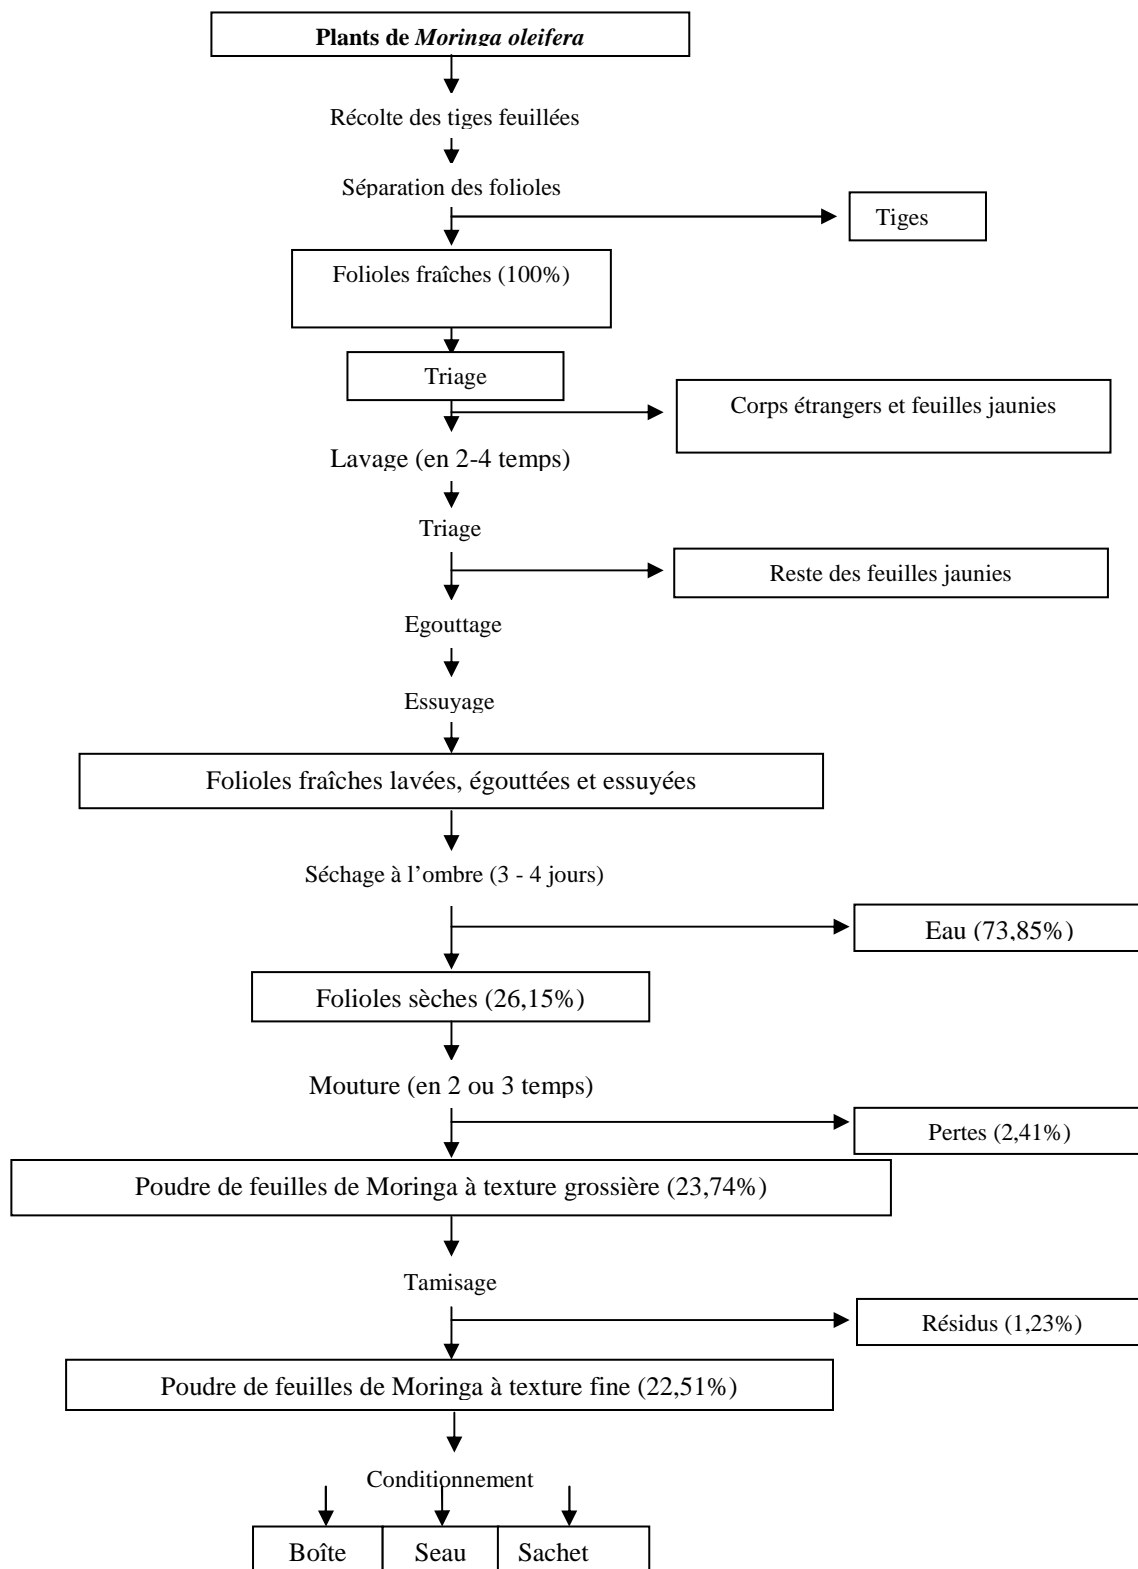 Plants de Moringa oleifera
Récolte des tiges feuillées
Séparation des folioles
Tiges
Folioles fraîches (100%)
Triage
Corps étrangers et feuilles jaunies
Lavage (en 2-4 temps)
Triage
Reste des feuilles jaunies
Egouttage
Essuyage
Folioles fraîches lavées, égouttées et essuyées
Séchage à l’ombre (3 - 4 jours)
Eau (73,85%)
Folioles sèches (26,15%)
Mouture (en 2 ou 3 temps)
Pertes (2,41%)
Poudre de feuilles de Moringa à texture grossière (23,74%)
Tamisage
Résidus (1,23%)
Poudre de feuilles de Moringa à texture fine (22,51%)
Conditionnement
Boîte Seau Sachet